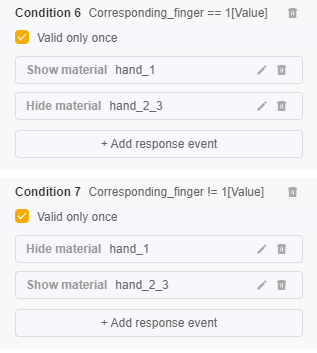 Condition 6 Corresponding_finger == 1[Value]
Valid only once
Show material hand_1
Hide material hand_2_3
+ Add response event
Condition 7 Corresponding_finger != 1[Value]
Valid only once
Hide material hand_1
Show material hand_2_3
+ Add response event